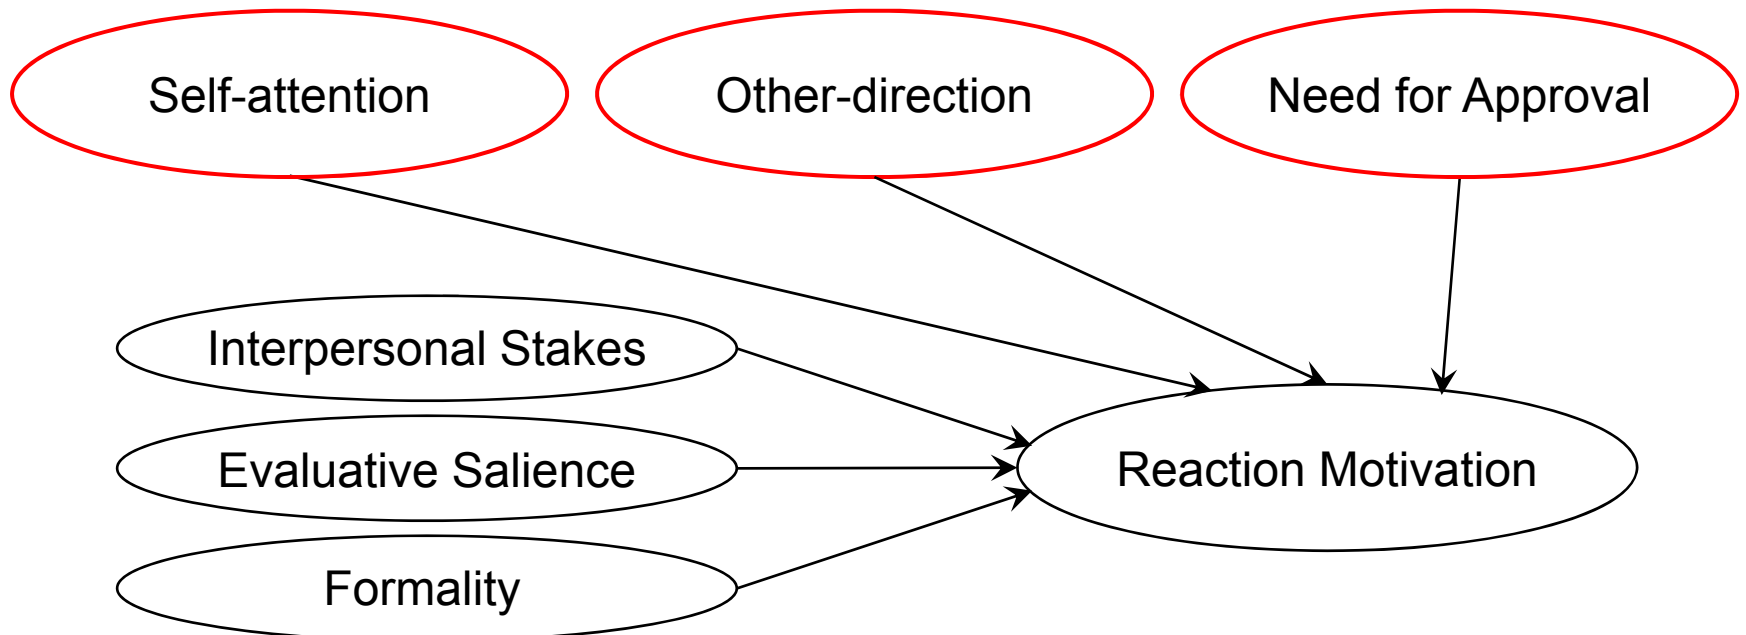 Self-attention
Other-direction
Need for Approval
Interpersonal Stakes
Evaluative Salience
Reaction Motivation
Formality